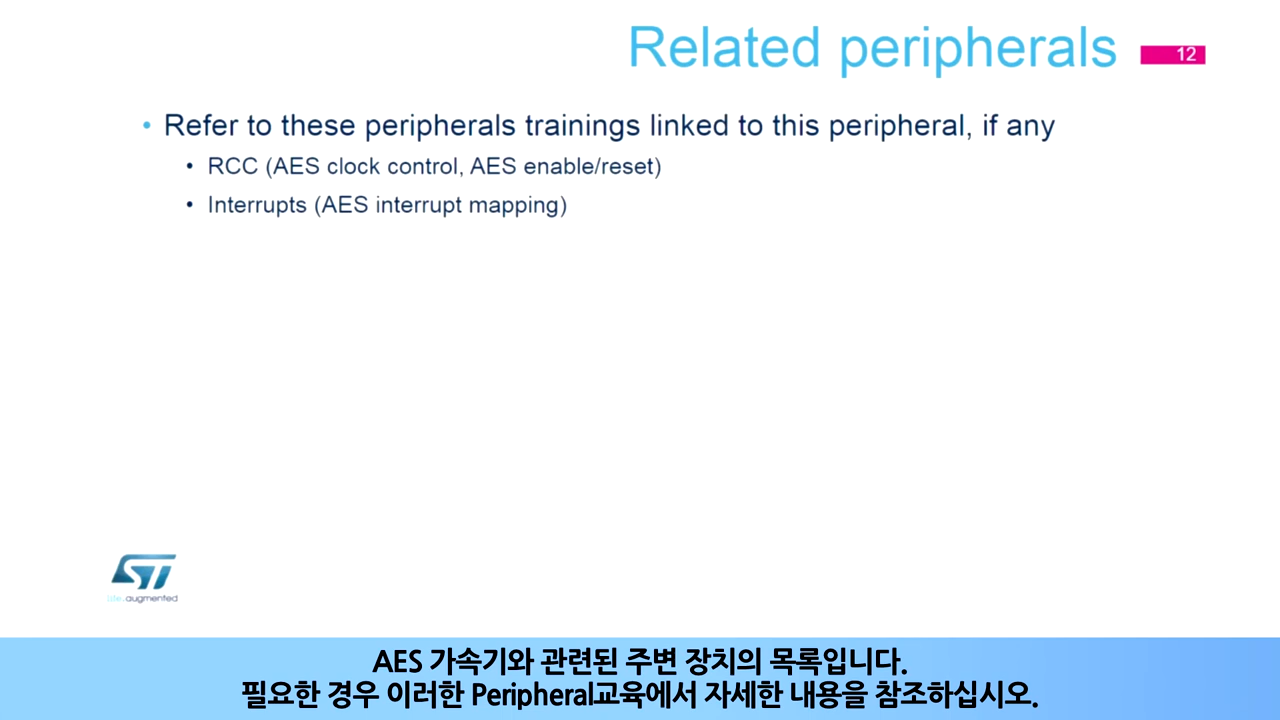 Related peripherals
12
• Refer to these peripherals trainings linked to this peripheral, if any
• RCC (AES clock control, AES enable/reset)
• Interrupts (AES interrupt mapping)
ST
life.augmented
AES 가속기와 관련된 주변 장치의 목록입니다.
필요한 경우 이러한 Peripheral교육에서 자세한 내용을 참조하십시오.